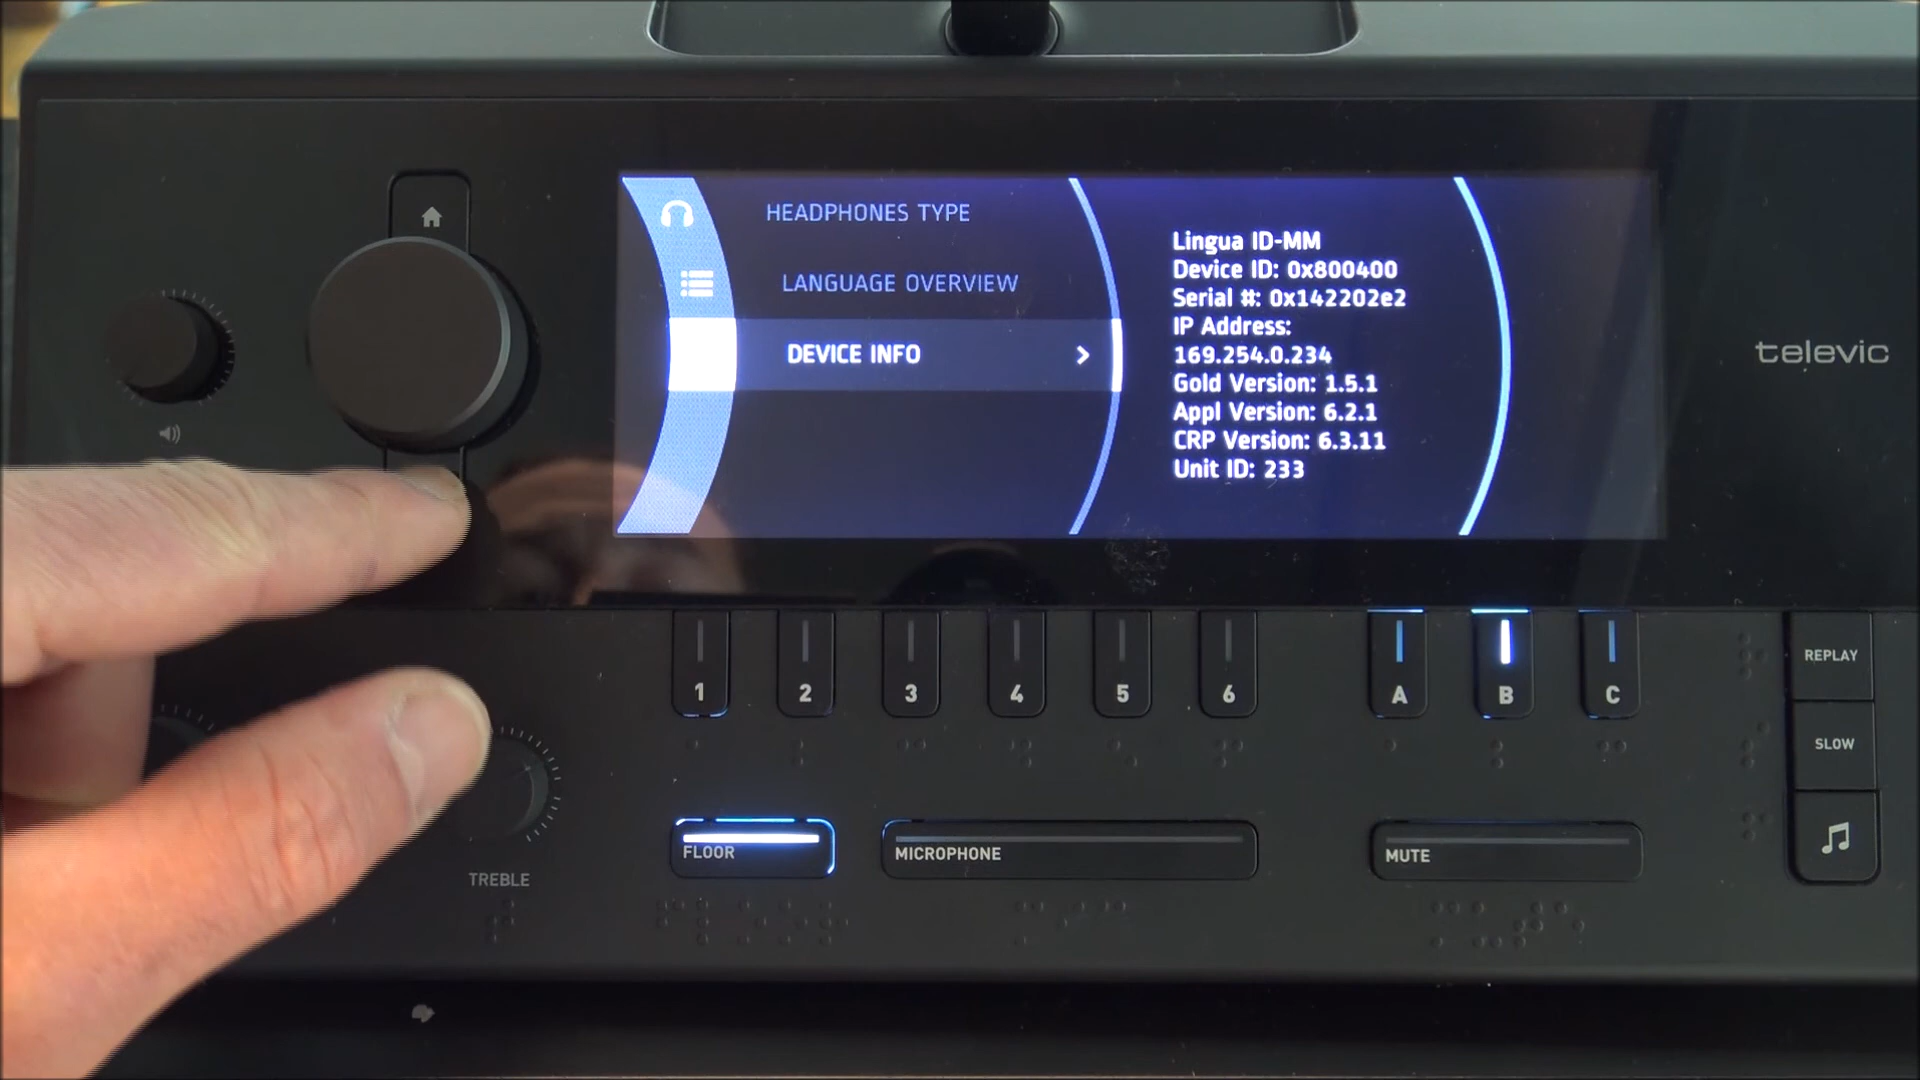 HEADPHONES TYPE
LANGUAGE OVERVIEW
DEVICE INFO
Lingua ID-MM
Device ID: 0x800400
Serial #: 0x142202e2
IP Address:
169.254.0.234
Gold Version: 1.5.1
Appl Version: 6.2.1
CRP Version: 6.3.11
Unit ID: 233
televic
1 2 3 4 5 6 A B C
REPLAY
SLOW
FLOOR
MICROPHONE
MUTE
TREBLE